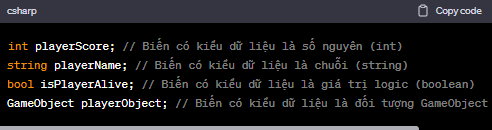 csharp
Copy code
int playerScore; // Biến có kiểu dữ liệu là số nguyên (int)
string playerName; // Biến có kiểu dữ liệu là chuỗi (string)
bool isPlayerAlive; // Biến có kiểu dữ liệu là giá trị logic (boolean)
GameObject playerObject; // Biến có kiểu dữ liệu là đối tượng GameObject